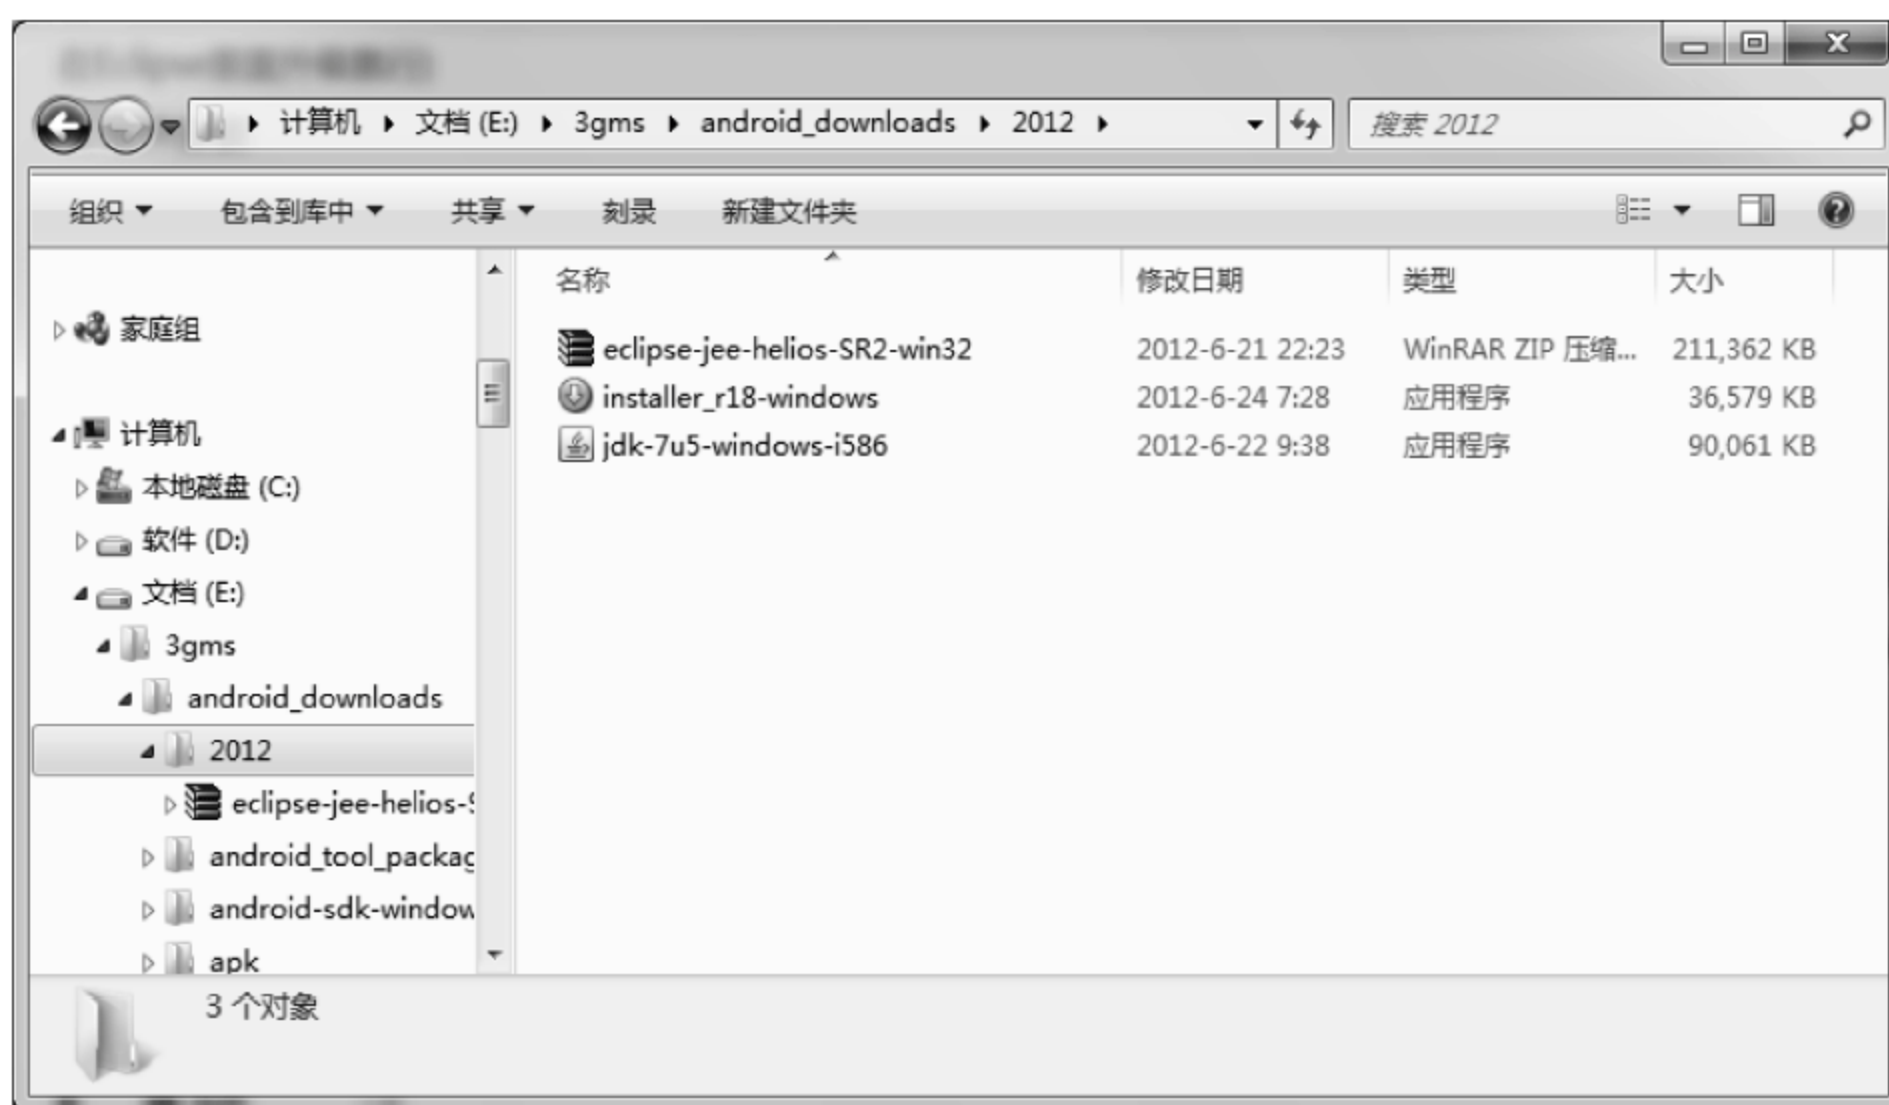 计算机 文档 (E:) 3gms android_downloads 2012 搜索 2012
组织 包含到库中 共享 刻录 新建文件夹
名称 修改日期 类型 大小
家庭组
eclipse-jee-helios-SR2-win32 2012-6-21 22:23 WinRAR ZIP 压缩... 211,362 KB
installer_r18-windows 2012-6-24 7:28 应用程序 36,579 KB
计算机
jdk-7u5-windows-i586 2012-6-22 9:38 应用程序 90,061 KB
本地磁盘 (C:)
软件 (D:)
文档 (E:)
3gms
android_downloads
2012
eclipse-jee-helios-S
android_tool_packag
android-sdk-window
apk
3 个对象